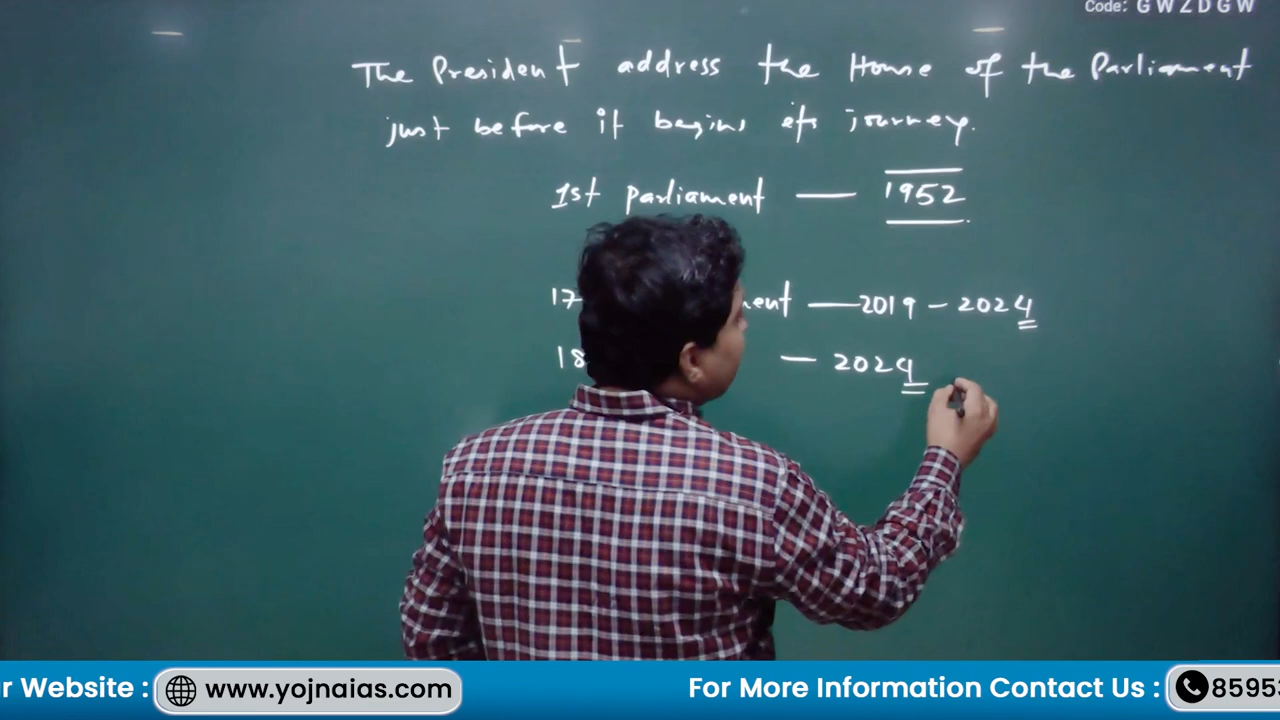 Code: G W Z D G W
The President address the House of the Parliament
just before it begins its journey.
1st parliament — 1952
17 — 2019 – 2024
18 — 2024
r Website : www.yojnaias.com For More Information Contact Us : 8595